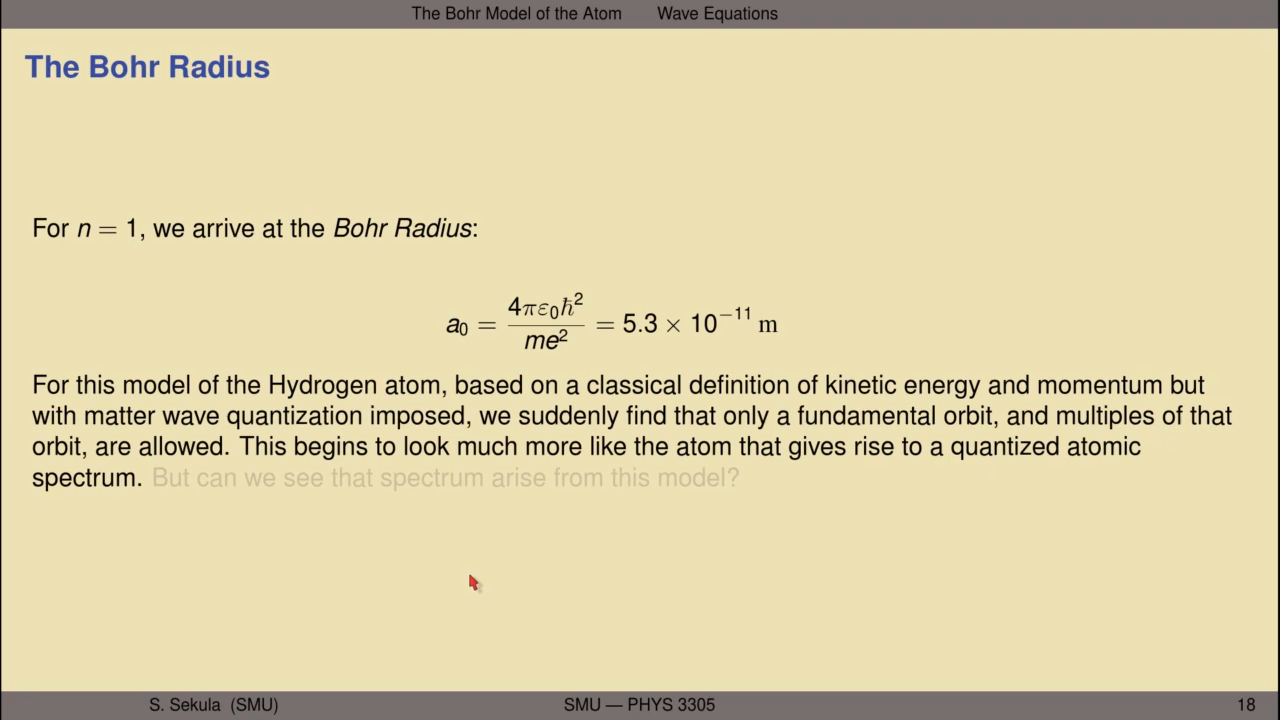 The Bohr Model of the Atom Wave Equations
The Bohr Radius
For n = 1, we arrive at the Bohr Radius:
a₀ = 4πε₀ħ² / me² = 5.3 × 10⁻¹¹ m
For this model of the Hydrogen atom, based on a classical definition of kinetic energy and momentum but
with matter wave quantization imposed, we suddenly find that only a fundamental orbit, and multiples of that
orbit, are allowed. This begins to look much more like the atom that gives rise to a quantized atomic
spectrum. But can we see that spectrum arise from this model?
S. Sekula (SMU) SMU — PHYS 3305 18